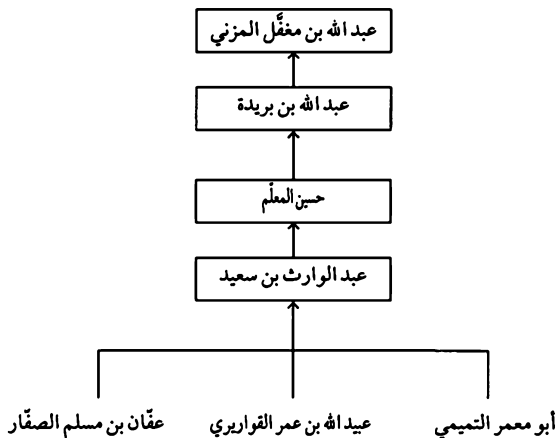 عبد الله بن مغفَّل المزني
عبد الله بن بريدة
حسين المعلّم
عبد الوارث بن سعيد
أبو معمر التميمي
عبيد الله بن عمر القواريري
عفّان بن مسلم الصفّار